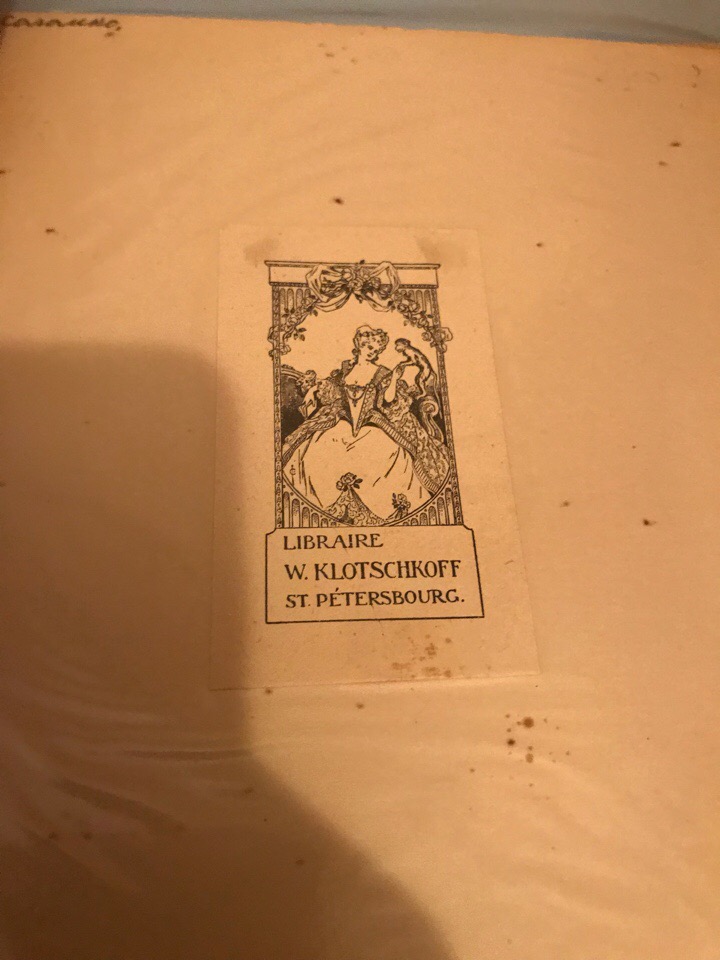 LIBRAIRE
W. KLOTSCHKOFF
ST. PÉTERSBOURG.